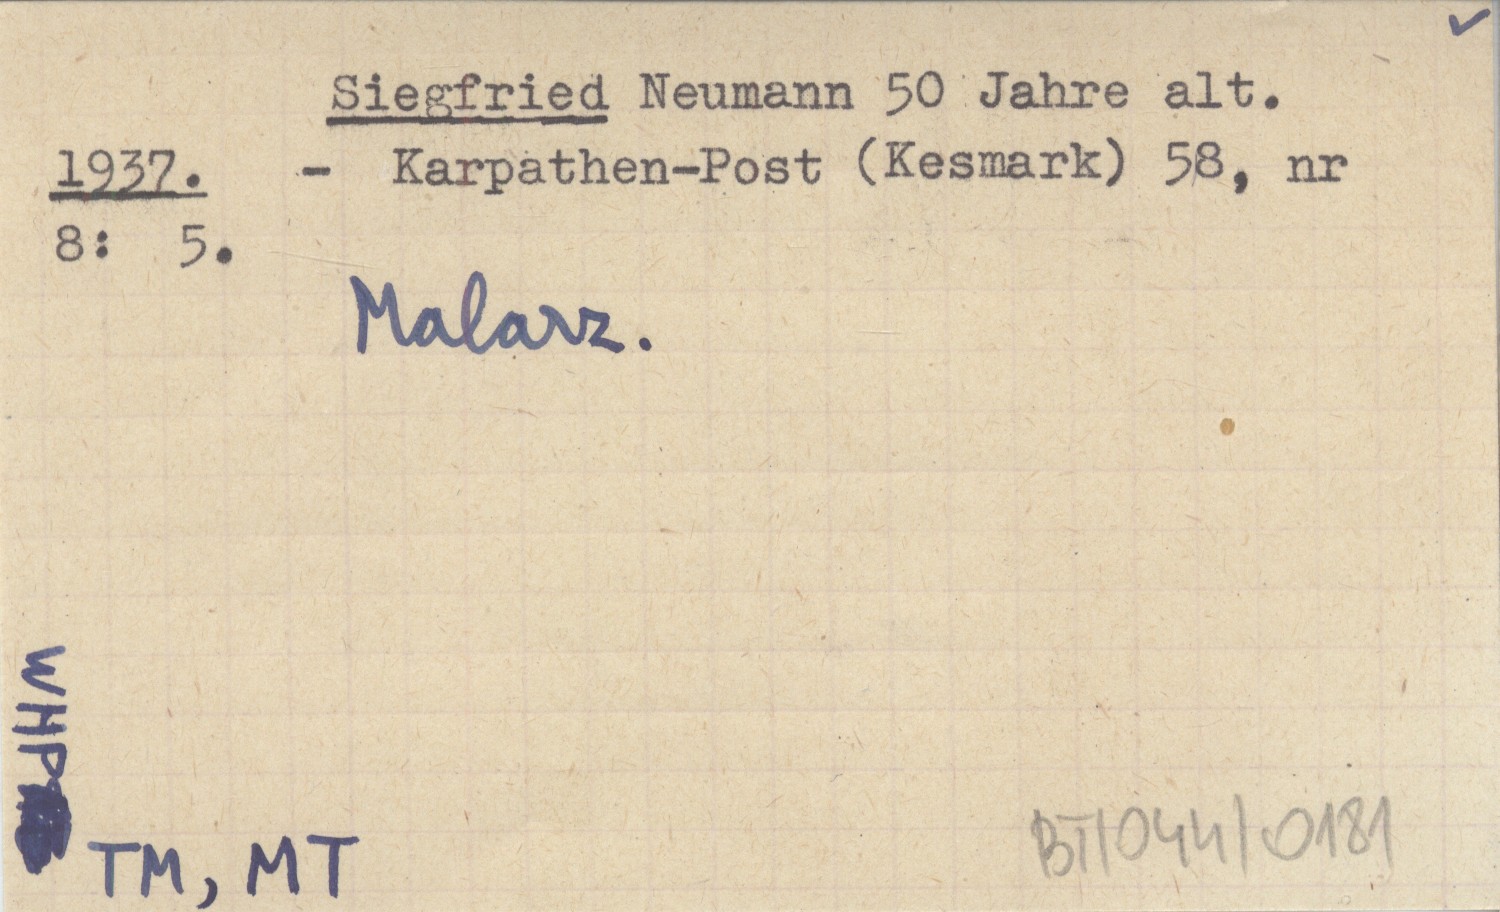 Siegfried Neumann 50 Jahre alt.
1937. - Karpathen-Post (Kesmark) 58, nr
8: 5.
Malarz.
WHP
TM, MT
BT/044/0181